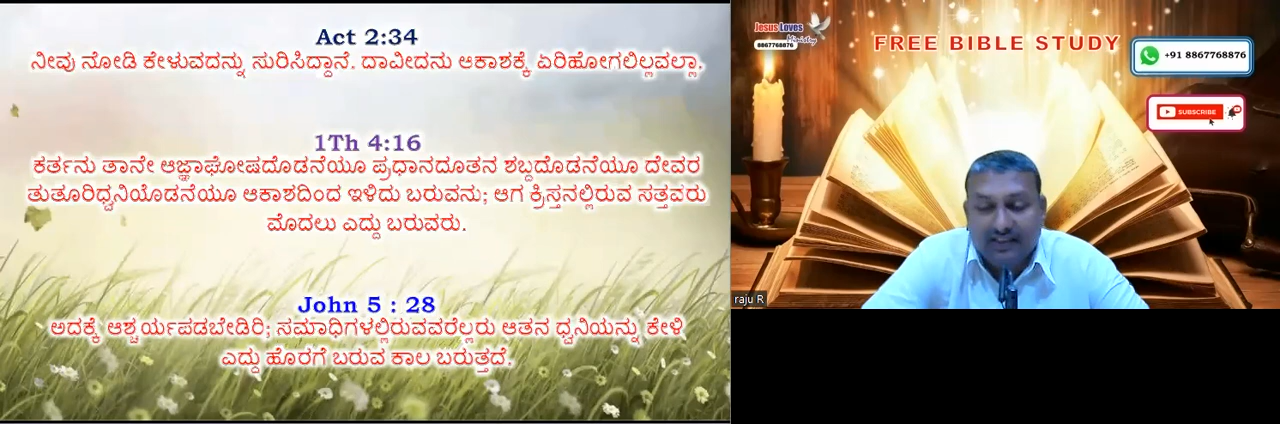 Act 2:34
ನೀವು ನೋಡಿ ಕೇಳುವದನ್ನು ಸುರಿಸಿದ್ದಾನೆ. ದಾವೀದನು ಆಕಾಶಕ್ಕೆ ಏರಿಹೋಗಲಿಲ್ಲವಲ್ಲಾ.
1Th 4:16
ಕರ್ತನು ತಾನೇ ಆಜ್ಞಾಘೋಷದೊಡನೆಯೂ ಪ್ರಧಾನದೂತನ ಶಬ್ದದೊಡನೆಯೂ ದೇವರ
ತುತೂರಿಧ್ವನಿಯೊಡನೆಯೂ ಆಕಾಶದಿಂದ ಇಳಿದು ಬರುವನು; ಆಗ ಕ್ರಿಸ್ತನಲ್ಲಿರುವ ಸತ್ತವರು
ಮೊದಲು ಎದ್ದು ಬರುವರು.
John 5 : 28
ಅದಕ್ಕೆ ಆಶ್ಚರ್ಯಪಡಬೇಡಿರಿ; ಸಮಾಧಿಗಳಲ್ಲಿರುವವರೆಲ್ಲರು ಆತನ ಧ್ವನಿಯನ್ನು ಕೇಳಿ
ಎದ್ದು ಹೊರಗೆ ಬರುವ ಕಾಲ ಬರುತ್ತದೆ.
Jesus Loves
Ministry
8867768876
FREE BIBLE STUDY
+91 8867768876
SUBSCRIBE
raju R